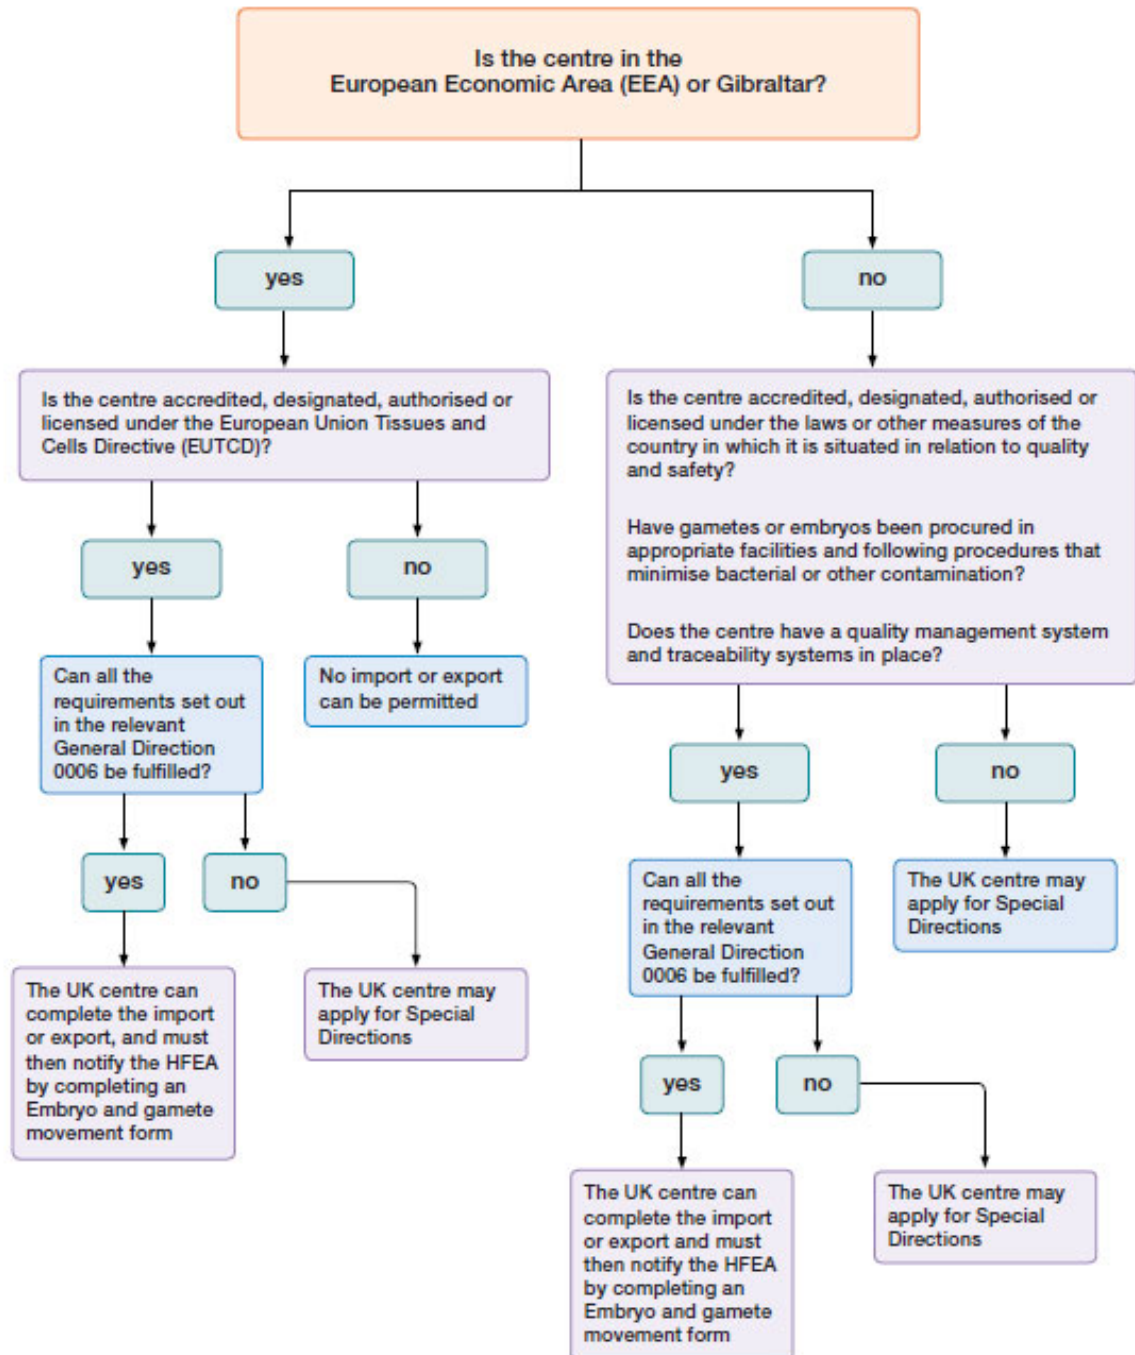 Is the centre in the
European Economic Area (EEA) or Gibraltar?
yes
no
Is the centre accredited, designated, authorised or
licensed under the European Union Tissues and
Cells Directive (EUTCD)?
Is the centre accredited, designated, authorised or
licensed under the laws or other measures of the
country in which it is situated in relation to quality
and safety?
Have gametes or embryos been procured in
appropriate facilities and following procedures that
minimise bacterial or other contamination?
Does the centre have a quality management system
and traceability systems in place?
yes
no
Can all the
requirements set out
in the relevant
General Direction
0006 be fulfilled?
No import or export
can be permitted
yes
no
yes
no
Can all the
requirements set out
in the relevant
General Direction
0006 be fulfilled?
The UK centre may
apply for Special
Directions
The UK centre can
complete the import
or export, and must
then notify the HFEA
by completing an
Embryo and gamete
movement form
The UK centre may
apply for Special
Directions
yes
no
The UK centre can
complete the import
or export and must
then notify the HFEA
by completing an
Embryo and gamete
movement form
The UK centre may
apply for Special
Directions